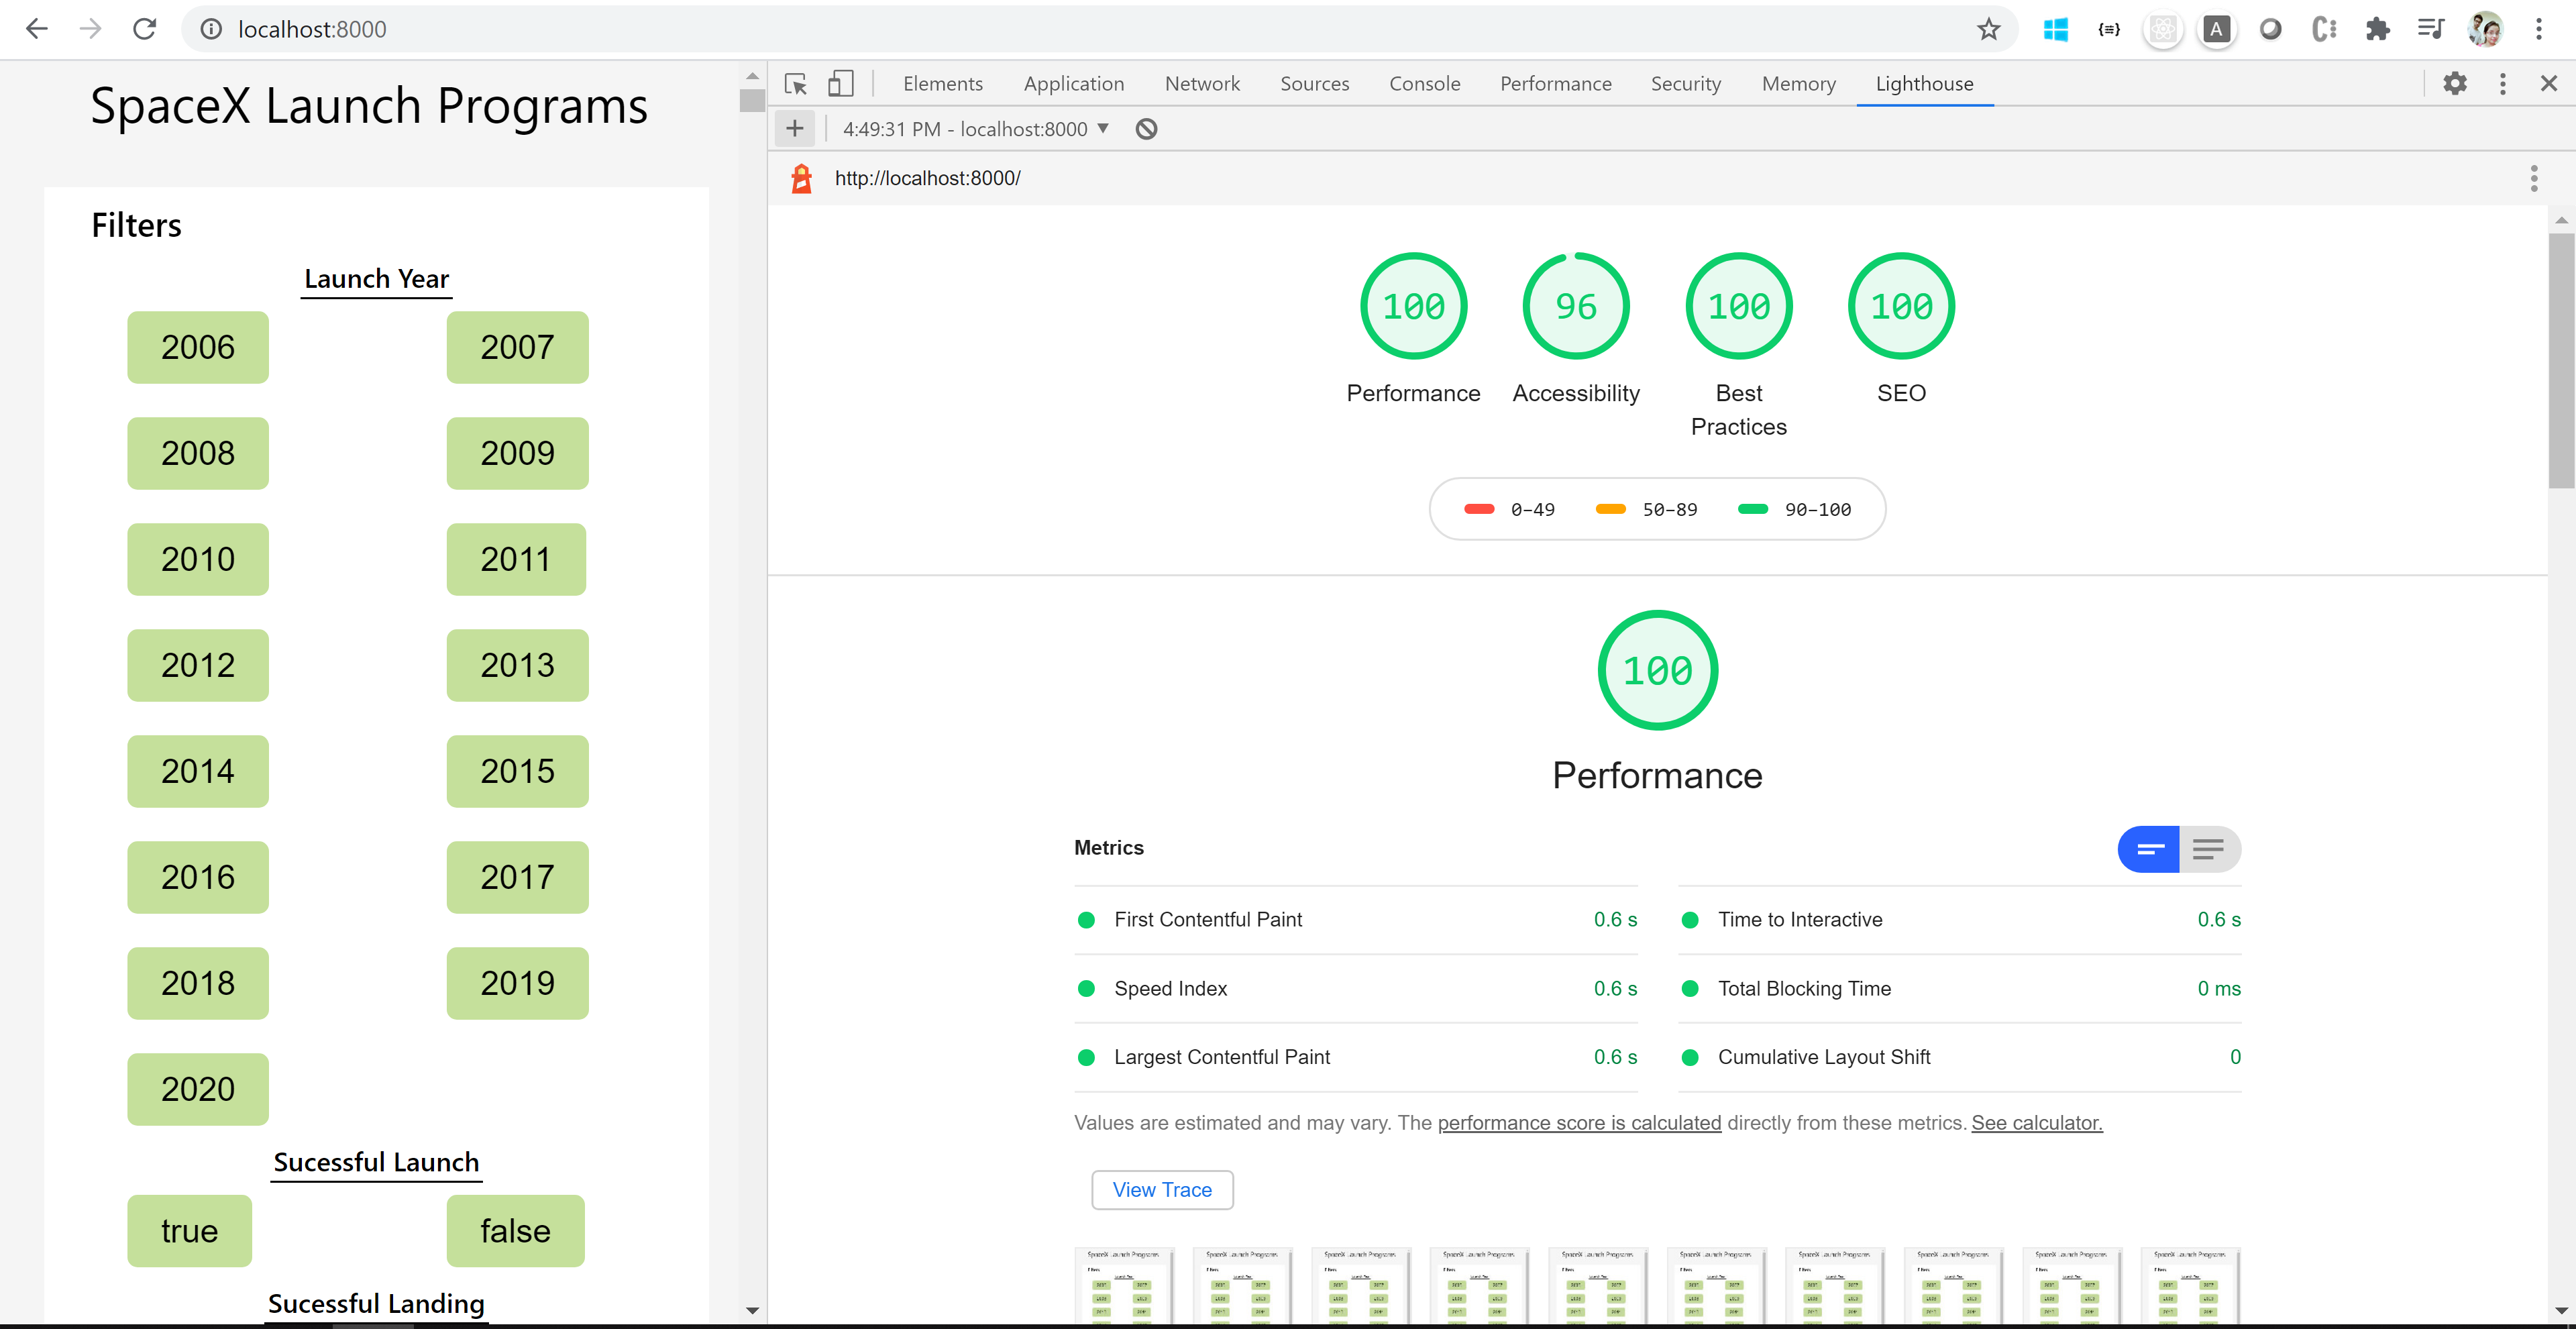 localhost:8000
A
SpaceX Launch Programs
Filters
Launch Year
2006 2007
2008 2009
2010 2011
2012 2013
2014 2015
2016 2017
2018 2019
2020
Sucessful Launch
true false
Sucessful Landing
Elements Application Network Sources Console Performance Security Memory Lighthouse
4:49:31 PM - localhost:8000
http://localhost:8000/
100 96 100 100
Performance Accessibility Best Practices SEO
0–49 50–89 90–100
100
Performance
Metrics
First Contentful Paint 0.6 s Time to Interactive 0.6 s
Speed Index 0.6 s Total Blocking Time 0 ms
Largest Contentful Paint 0.6 s Cumulative Layout Shift 0
Values are estimated and may vary. The performance score is calculated directly from these metrics. See calculator.
View Trace